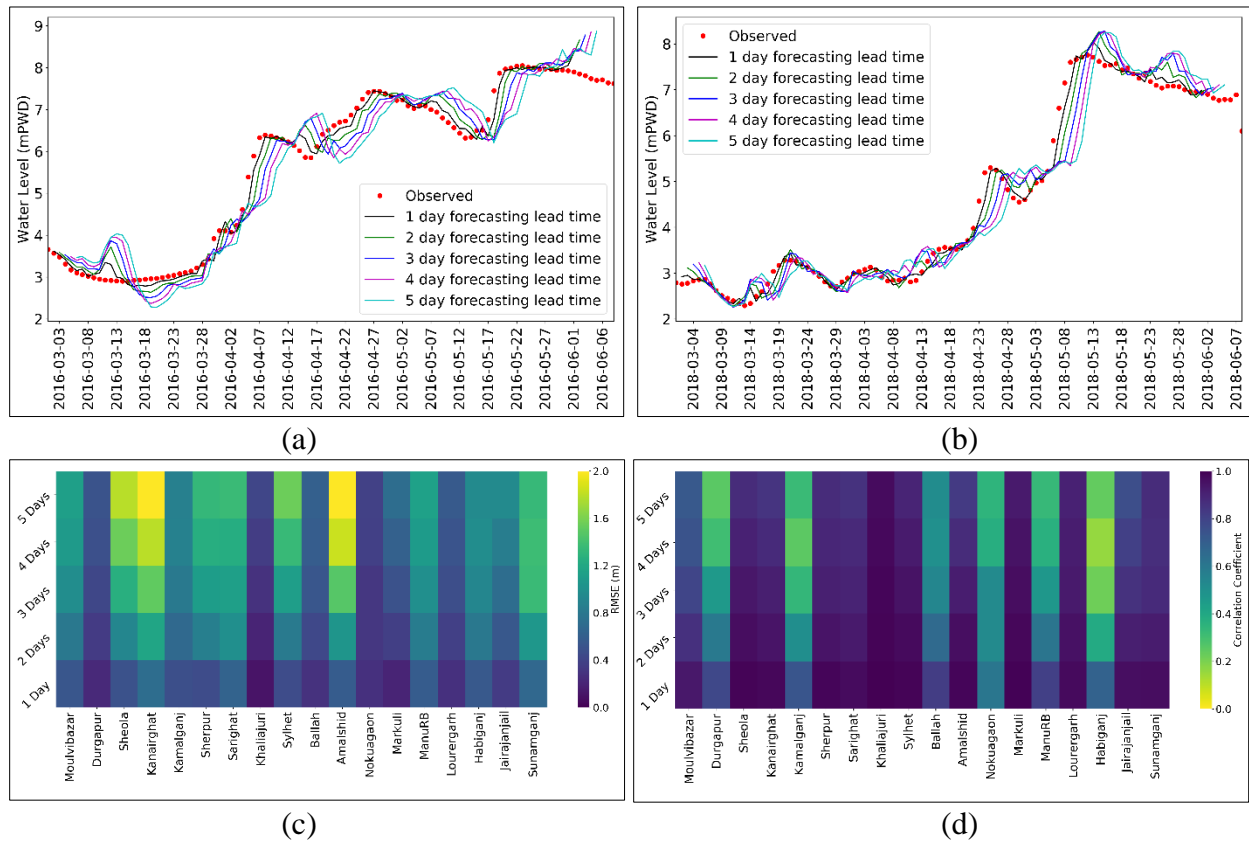 9
8
7
6
5
4
3
2
Water Level (mPWD)
Observed
1 day forecasting lead time
2 day forecasting lead time
3 day forecasting lead time
4 day forecasting lead time
5 day forecasting lead time
2016-03-03
2016-03-08
2016-03-13
2016-03-18
2016-03-23
2016-03-28
2016-04-02
2016-04-07
2016-04-12
2016-04-17
2016-04-22
2016-04-27
2016-05-02
2016-05-07
2016-05-12
2016-05-17
2016-05-22
2016-05-27
2016-06-01
2016-06-06
(a)
8
7
6
5
4
3
2
Water Level (mPWD)
Observed
1 day forecasting lead time
2 day forecasting lead time
3 day forecasting lead time
4 day forecasting lead time
5 day forecasting lead time
2018-03-04
2018-03-09
2018-03-14
2018-03-19
2018-03-24
2018-03-29
2018-04-03
2018-04-08
2018-04-13
2018-04-18
2018-04-23
2018-04-28
2018-05-03
2018-05-08
2018-05-13
2018-05-18
2018-05-23
2018-05-28
2018-06-02
2018-06-07
(b)
5 Days
4 Days
3 Days
2 Days
1 Day
Moulvibazar
Durgapur
Sheola
Kanairghat
Kamalganj
Sherpur
Sarighat
Khaliajuri
Sylhet
Ballah
Amalshid
Nokuagaon
Markuli
ManuRB
Lourergarh
Habiganj
Jairajanjail
Sunamganj
2.0
1.6
1.2
0.8
0.4
0.0
RMSE (m)
(c)
5 Days
4 Days
3 Days
2 Days
1 Day
Moulvibazar
Durgapur
Sheola
Kanairghat
Kamalganj
Sherpur
Sarighat
Khaliajuri
Sylhet
Ballah
Amalshid
Nokuagaon
Markuli
ManuRB
Lourergarh
Habiganj
Jairajanjail
Sunamganj
1.0
0.8
0.6
0.4
0.2
0.0
Correlation Coefficient
(d)